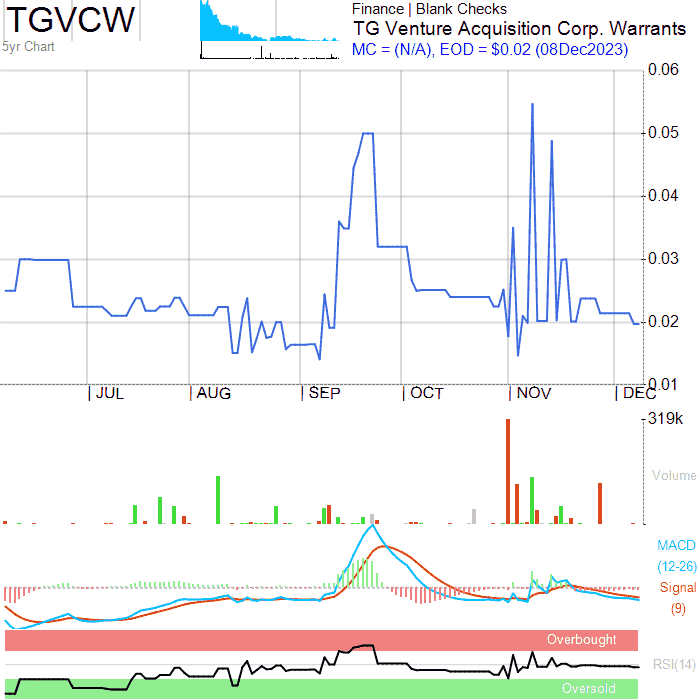 TGVCW
5yr Chart
Finance | Blank Checks
TG Venture Acquisition Corp. Warrants
MC = (N/A), EOD = $0.02 (08Dec2023)
0.06
0.05
0.04
0.03
0.02
0.01
JUL AUG SEP OCT NOV DEC
319k
Volume
MACD
(12-26)
Signal
(9)
Overbought
RSI(14)
Oversold